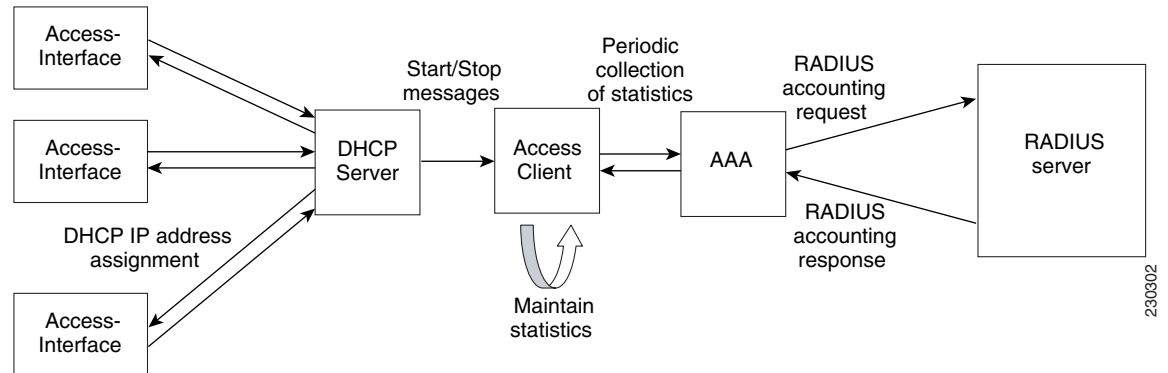 Access-
Interface
Access-
Interface
DHCP IP address
assignment
Access-
Interface
DHCP
Server
Start/Stop
messages
Access
Client
Maintain
statistics
Periodic
collection
of statistics
AAA
RADIUS
accounting
request
RADIUS
accounting
response
RADIUS
server
230302